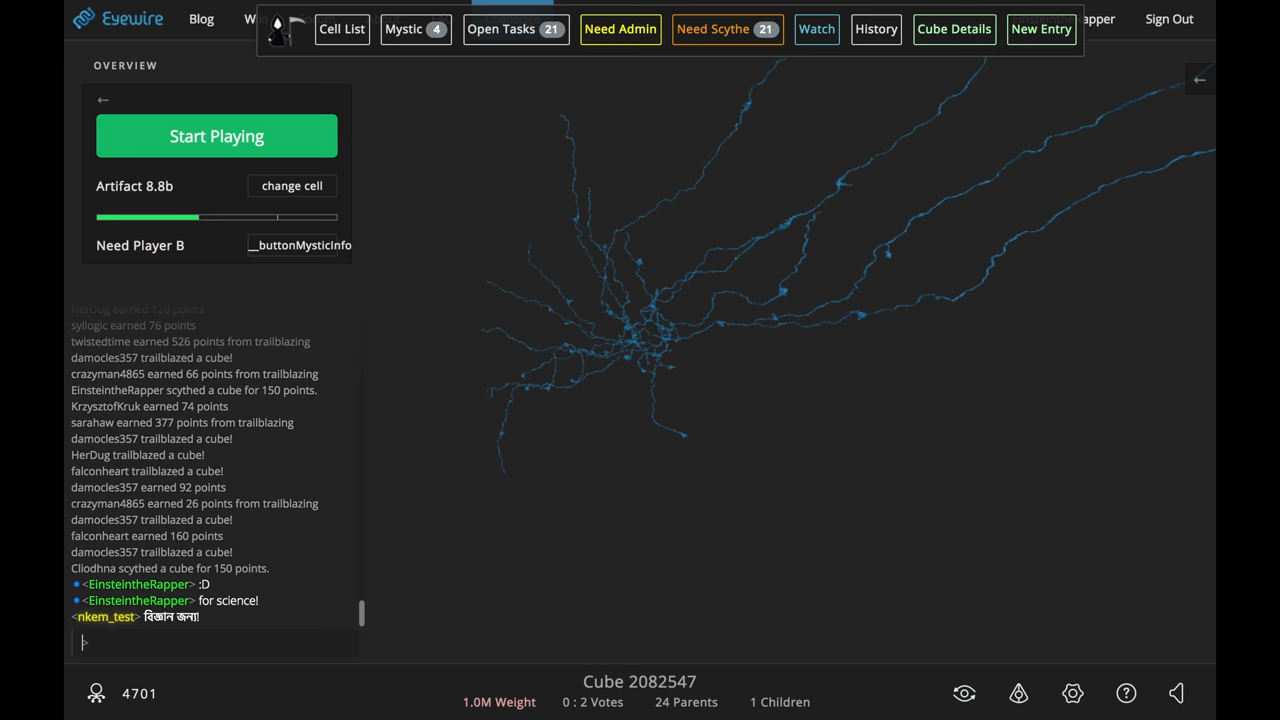 Eyewire
Blog
W
Cell List
Mystic 4
Open Tasks 21
Need Admin
Need Scythe 21
Watch
History
Cube Details
New Entry
apper
Sign Out
OVERVIEW
←
←
Start Playing
Artifact 8.8b
change cell
Need Player B
__buttonMysticInfo
HerDug earned 120 points
syllogic earned 76 points
twistedtime earned 526 points from trailblazing
damocles357 trailblazed a cube!
crazyman4865 earned 66 points from trailblazing
EinsteintheRapper scythed a cube for 150 points.
KrzysztofKruk earned 74 points
sarahaw earned 377 points from trailblazing
damocles357 trailblazed a cube!
HerDug trailblazed a cube!
falconheart trailblazed a cube!
damocles357 earned 92 points
crazyman4865 earned 26 points from trailblazing
damocles357 trailblazed a cube!
falconheart earned 160 points
damocles357 trailblazed a cube!
Cliodhna scythed a cube for 150 points.
<EinsteintheRapper> :D
<EinsteintheRapper> for science!
<nkem_test> বিজ্ঞান জন্য!
>
4701
Cube 2082547
1.0M Weight
0 : 2 Votes
24 Parents
1 Children